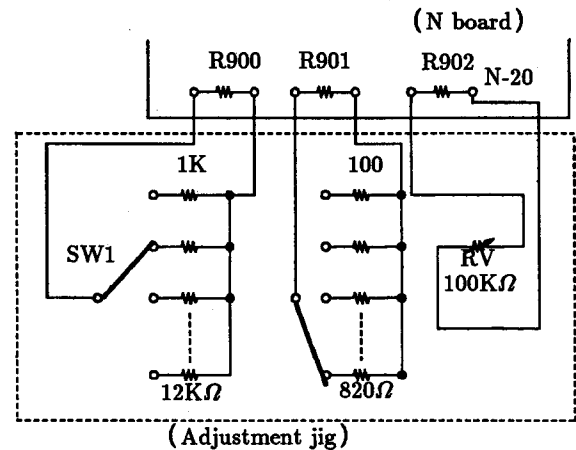 (N board)
R900
R901
R902
N-20
1K
100
SW1
RV
100KΩ
12KΩ
820Ω
(Adjustment jig)